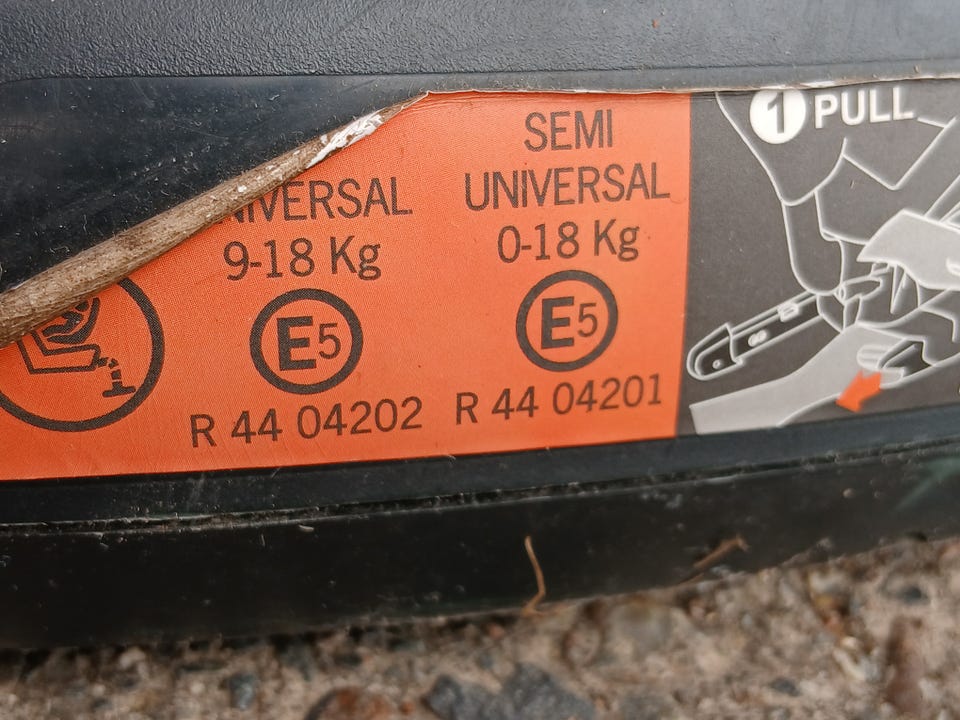 NIVERSAL
9-18 Kg
E5
R 44 04202
SEMI
UNIVERSAL
0-18 Kg
E5
R 44 04201
1 PULL